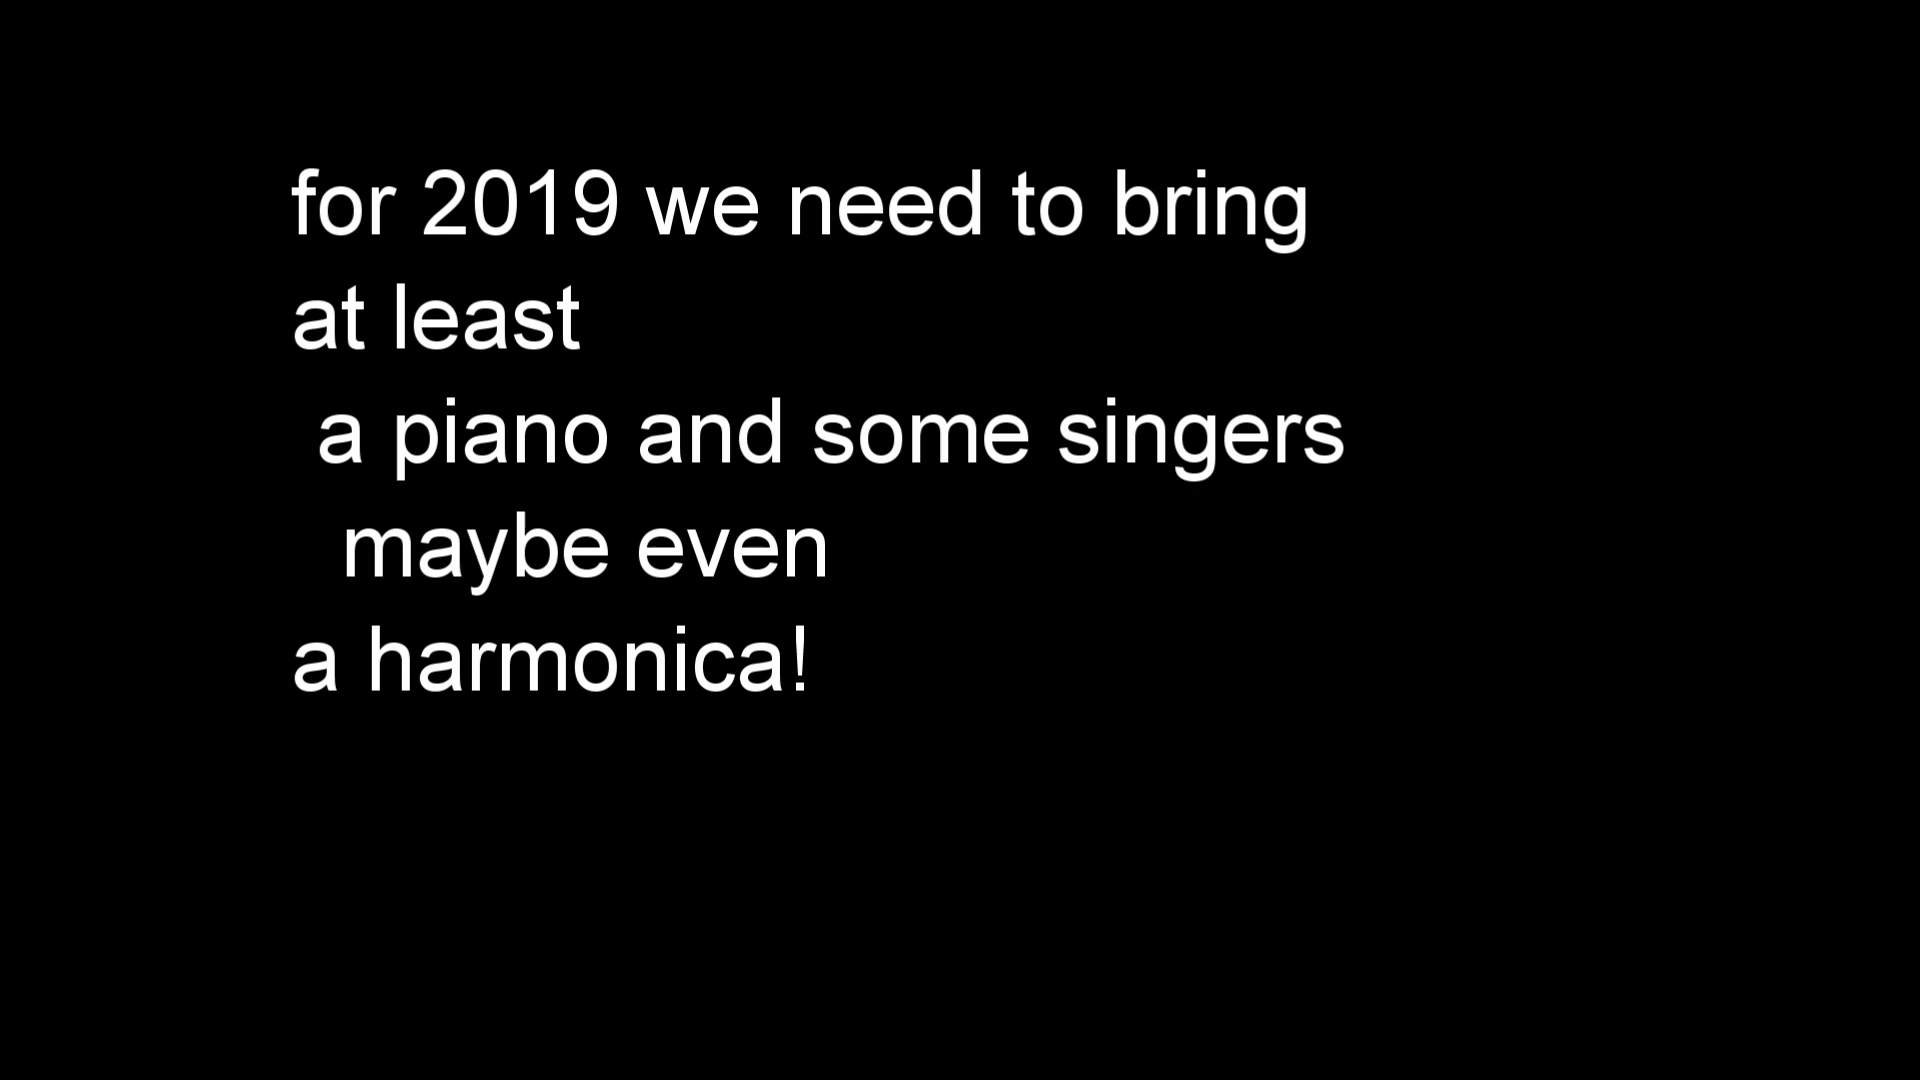 for 2019 we need to bring
at least
a piano and some singers
maybe even
a harmonica!